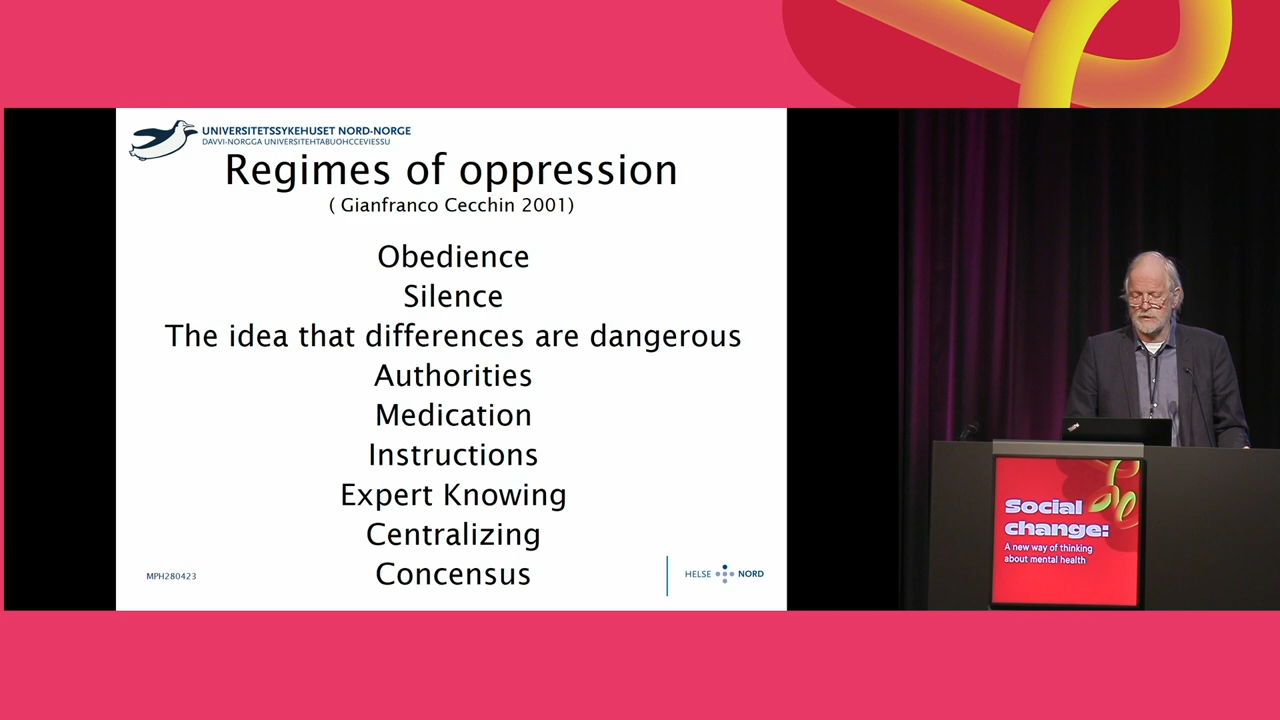 UNIVERSITETSSYKEHUSET NORD-NORGE
DAVVI-NORGGA UNIVERSITEHTABUOHCCEVIESSU
Regimes of oppression
( Gianfranco Cecchin 2001)
Obedience
Silence
The idea that differences are dangerous
Authorities
Medication
Instructions
Expert Knowing
Centralizing
Concensus
MPH280423
HELSE NORD
Social
change:
A new way of thinking
about mental health